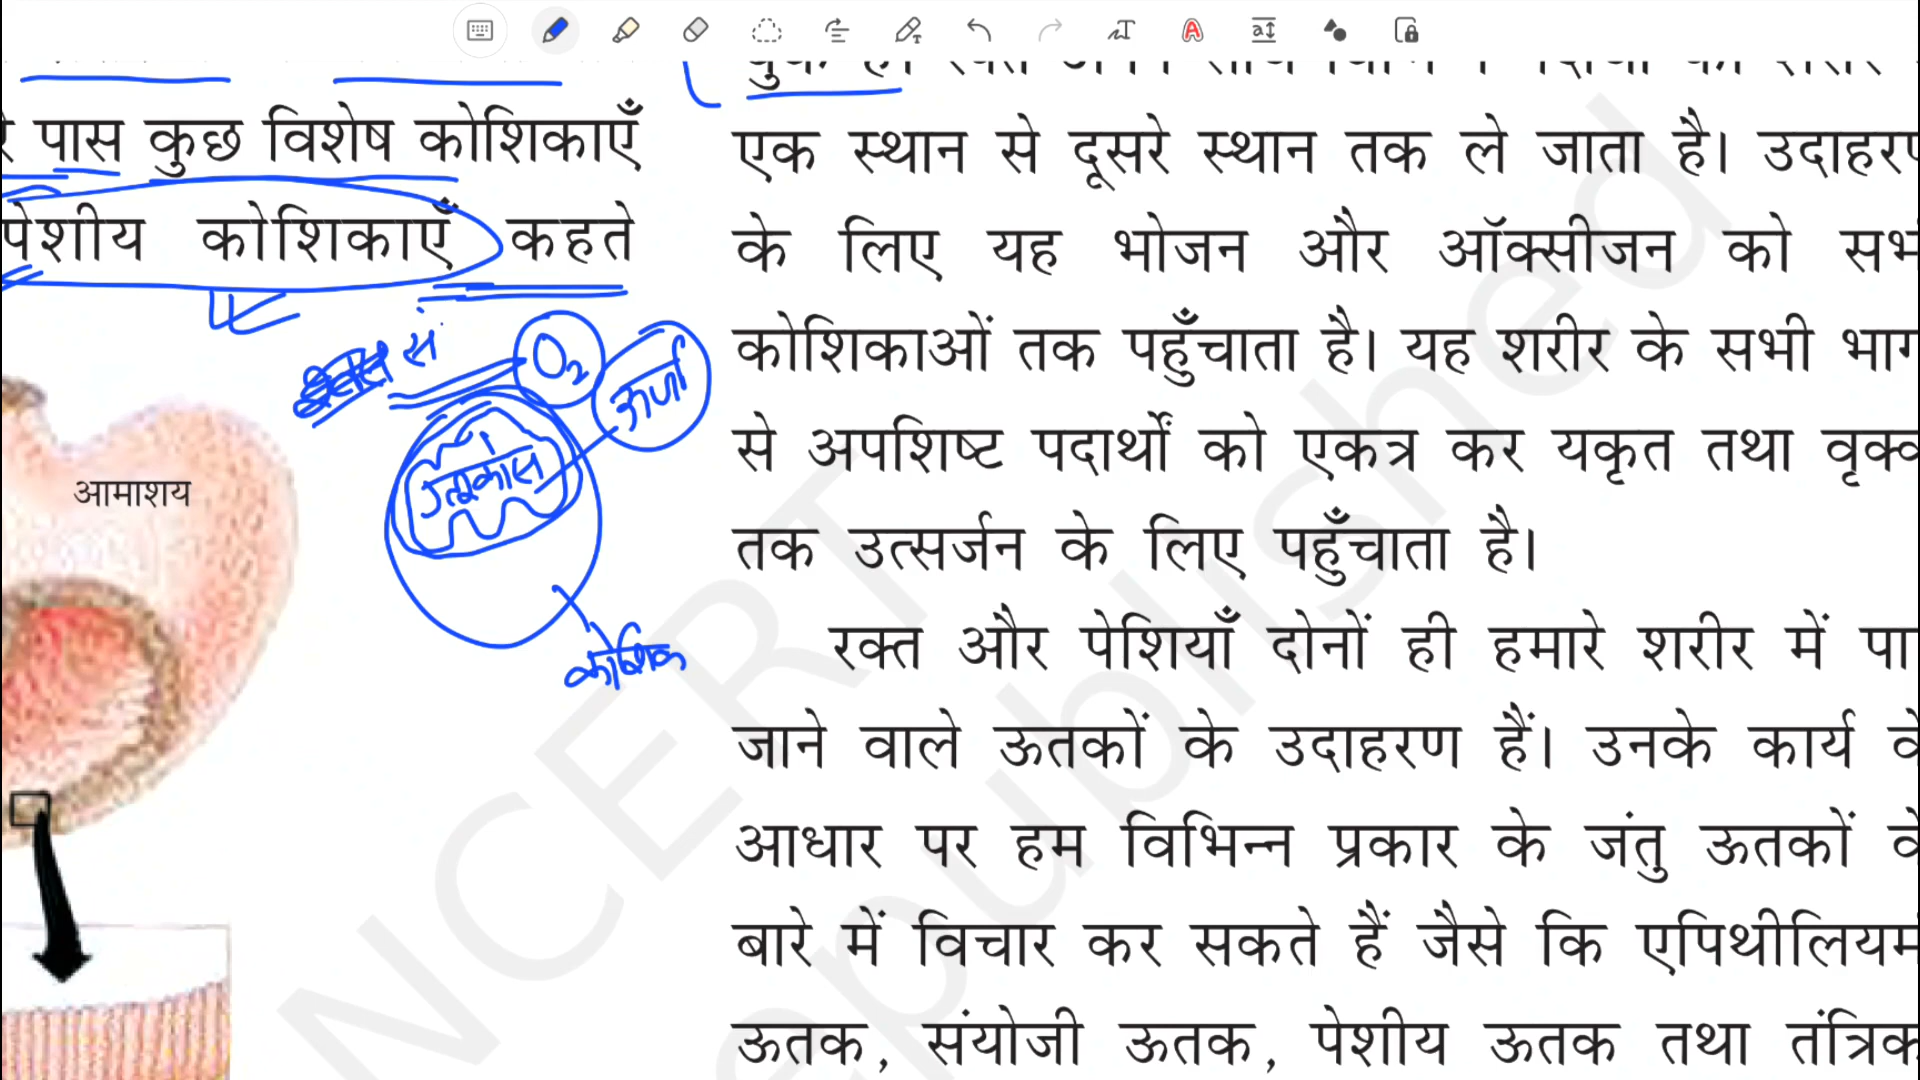 पास कुछ विशेष कोशिकाएँ
पेशीय कोशिकाएँ कहते
सं
O₂
ऊर्जा
आमाशय
एक स्थान से दूसरे स्थान तक ले जाता है। उदाहरण
के लिए यह भोजन और ऑक्सीजन को सभी
कोशिकाओं तक पहुँचाता है। यह शरीर के सभी भाग
से अपशिष्ट पदार्थों को एकत्र कर यकृत तथा वृक्क
तक उत्सर्जन के लिए पहुँचाता है।
रक्त और पेशियाँ दोनों ही हमारे शरीर में पा
जाने वाले ऊतकों के उदाहरण हैं। उनके कार्य के
आधार पर हम विभिन्न प्रकार के जंतु ऊतकों के
बारे में विचार कर सकते हैं जैसे कि एपिथीलियम
ऊतक, संयोजी ऊतक, पेशीय ऊतक तथा तंत्रिक
NCERT
republished